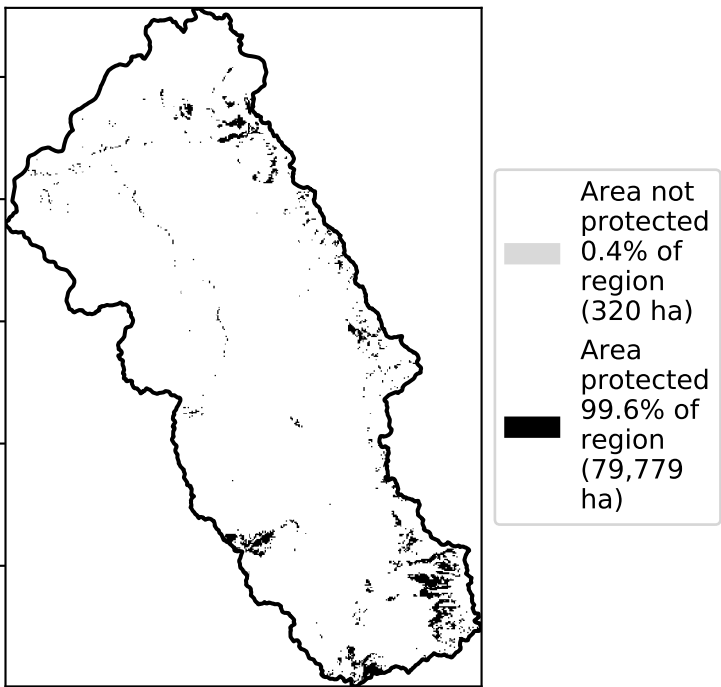 Area not
protected
0.4% of
region
(320 ha)
Area
protected
99.6% of
region
(79,779
ha)